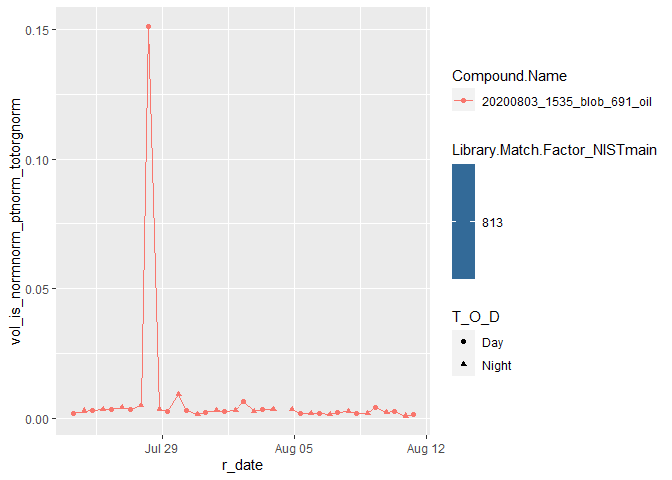 0.15
0.10
0.05
0.00
vol_is_normnorm_ptnorm_totorgnorm
Jul 29
Aug 05
Aug 12
r_date
Compound.Name
20200803_1535_blob_691_oil
Library.Match.Factor_NISTmain
813
T_O_D
Day
Night